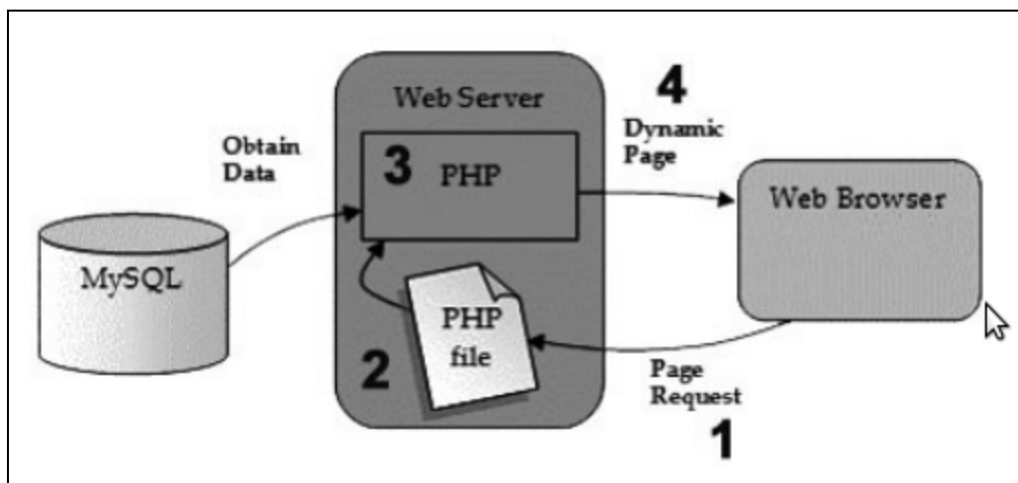 Web Server
4
Dynamic
Page
Obtain
Data
3
PHP
Web Browser
MySQL
PHP
file
2
Page
Request
1